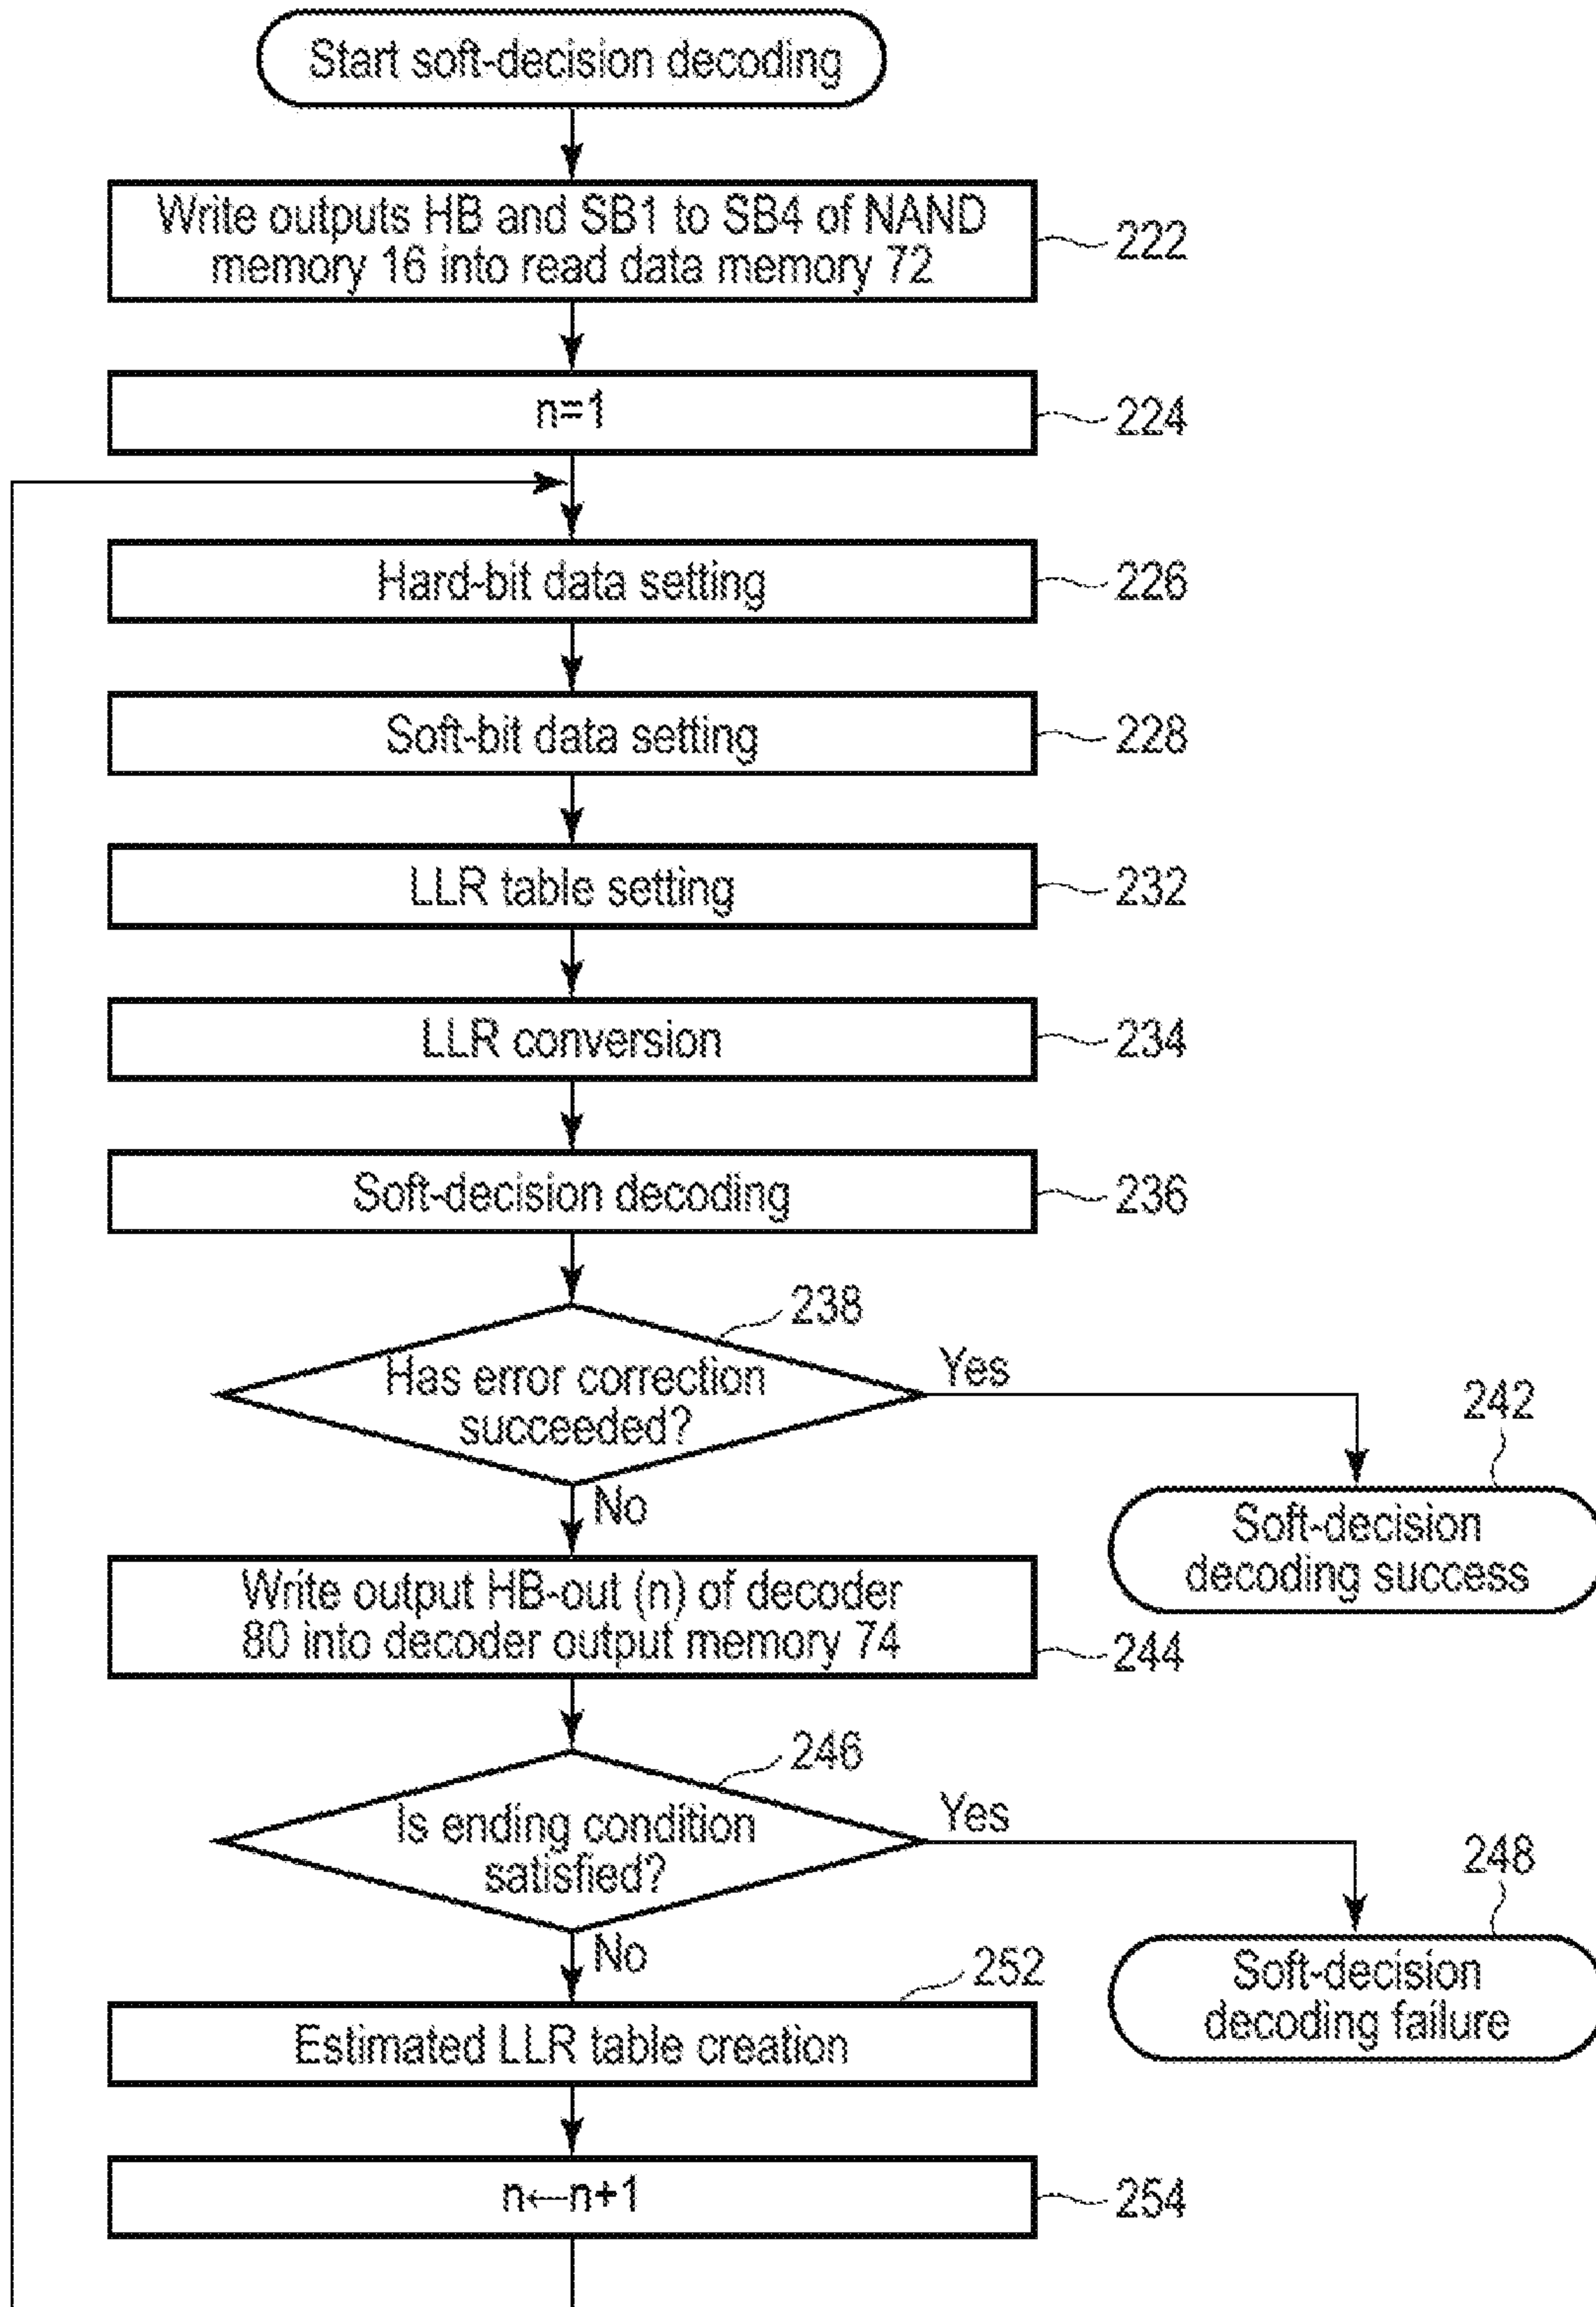 Start soft-decision decoding
Write outputs HB and SB1 to SB4 of NAND
memory 16 into read data memory 72
222
n=1
224
Hard-bit data setting
226
Soft-bit data setting
228
LLR table setting
232
LLR conversion
234
Soft-decision decoding
236
238
Has error correction
succeeded?
Yes
242
Soft-decision
decoding success
No
Write output HB-out (n) of decoder
80 into decoder output memory 74
244
246
Is ending condition
satisfied?
Yes
248
Soft-decision
decoding failure
No
252
Estimated LLR table creation
n←n+1
254